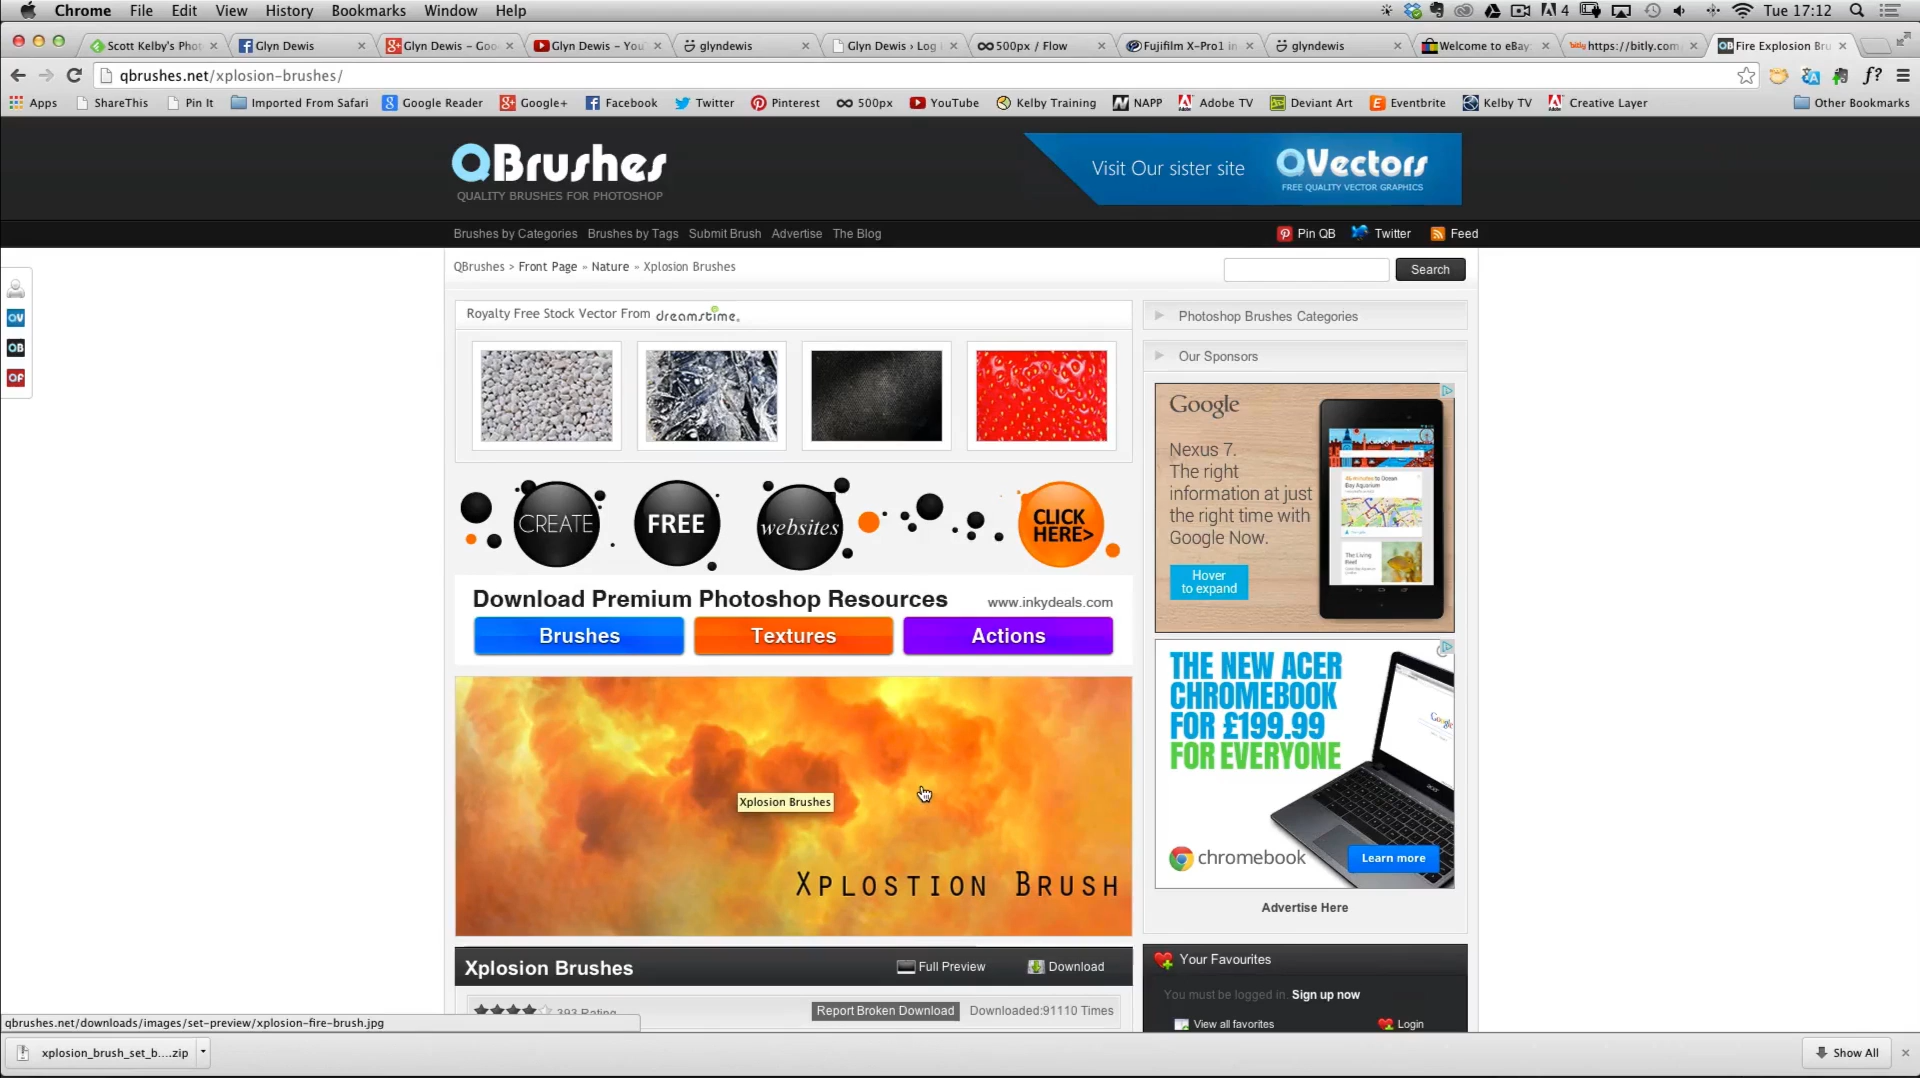 Chrome File Edit View History Bookmarks Window Help 4 Tue 17:12
Scott Kelby's Phot Glyn Dewis Glyn Dewis – Goo Glyn Dewis – You glyndewis Glyn Dewis › Log I 500px / Flow Fujifilm X-Pro1 in glyndewis Welcome to eBay bitly https://bitly.com QB Fire Explosion Bru
qbrushes.net/xplosion-brushes/ f?
Apps ShareThis Pin It Imported From Safari Google Reader Google+ Facebook Twitter Pinterest 500px YouTube Kelby Training NAPP Adobe TV Deviant Art Eventbrite Kelby TV Creative Layer Other Bookmarks
QBrushes
QUALITY BRUSHES FOR PHOTOSHOP
Visit Our sister site QVectors
FREE QUALITY VECTOR GRAPHICS
Brushes by Categories Brushes by Tags Submit Brush Advertise The Blog Pin QB Twitter Feed
QBrushes > Front Page » Nature » Xplosion Brushes Search
QV
QB
QF
Royalty Free Stock Vector From dreamstime.
Photoshop Brushes Categories
Our Sponsors
CREATE FREE websites CLICK HERE>
Google
Nexus 7.
The right
information at just
the right time with
Google Now.
Hover
to expand
Download Premium Photoshop Resources www.inkydeals.com
Brushes Textures Actions
Xplosion Brushes
XPLOSTION BRUSH
THE NEW ACER
CHROMEBOOK
FOR £199.99
FOR EVERYONE
chromebook Learn more
Advertise Here
Xplosion Brushes Full Preview Download
393 Rating Report Broken Download Downloaded:91110 Times
Your Favourites
You must be logged in. Sign up now
View all favorites Login
qbrushes.net/downloads/images/set-preview/xplosion-fire-brush.jpg
xplosion_brush_set_b....zip Show All